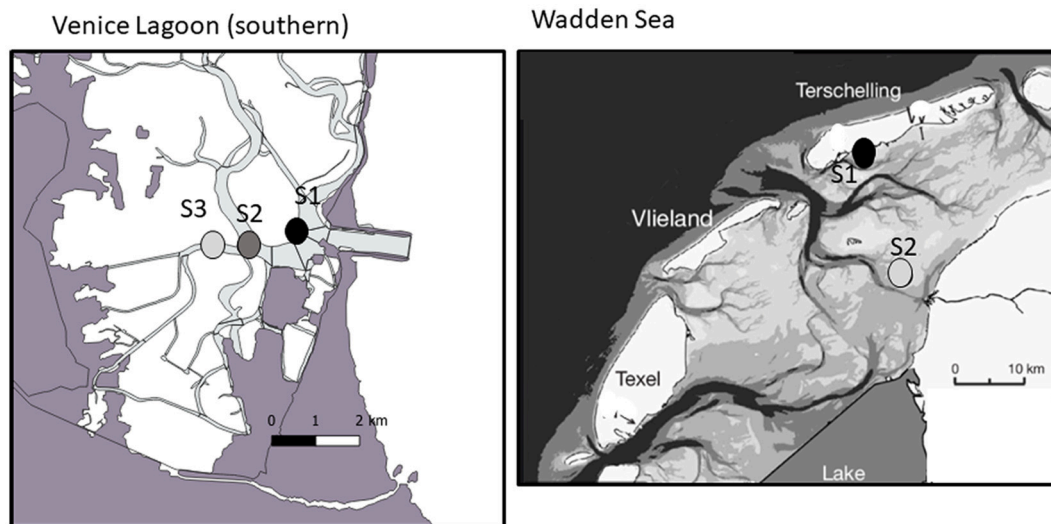 Venice Lagoon (southern)
S3
S2
S1
0 1 2 km
Wadden Sea
Terschelling
S1
Vlieland
S2
0 10 km
Texel
Lake